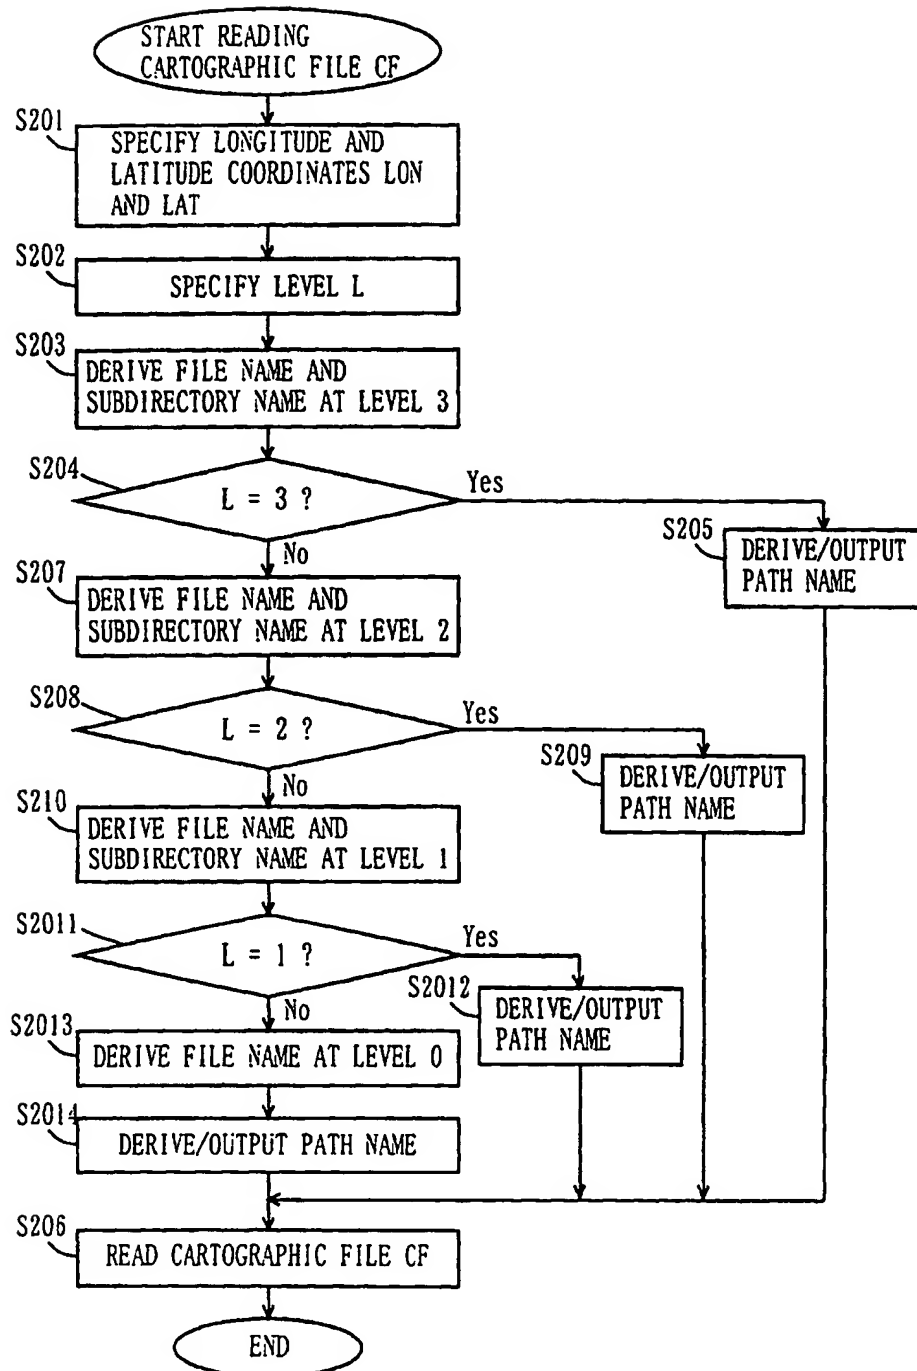 START READING
CARTOGRAPHIC FILE CF
S201
SPECIFY LONGITUDE AND
LATITUDE COORDINATES LON
AND LAT
S202
SPECIFY LEVEL L
S203
DERIVE FILE NAME AND
SUBDIRECTORY NAME AT LEVEL 3
S204
L = 3 ?
Yes
No
S205
DERIVE/OUTPUT
PATH NAME
S207
DERIVE FILE NAME AND
SUBDIRECTORY NAME AT LEVEL 2
S208
L = 2 ?
Yes
No
S209
DERIVE/OUTPUT
PATH NAME
S210
DERIVE FILE NAME AND
SUBDIRECTORY NAME AT LEVEL 1
S2011
L = 1 ?
Yes
No
S2012
DERIVE/OUTPUT
PATH NAME
S2013
DERIVE FILE NAME AT LEVEL 0
S2014
DERIVE/OUTPUT PATH NAME
S206
READ CARTOGRAPHIC FILE CF
END